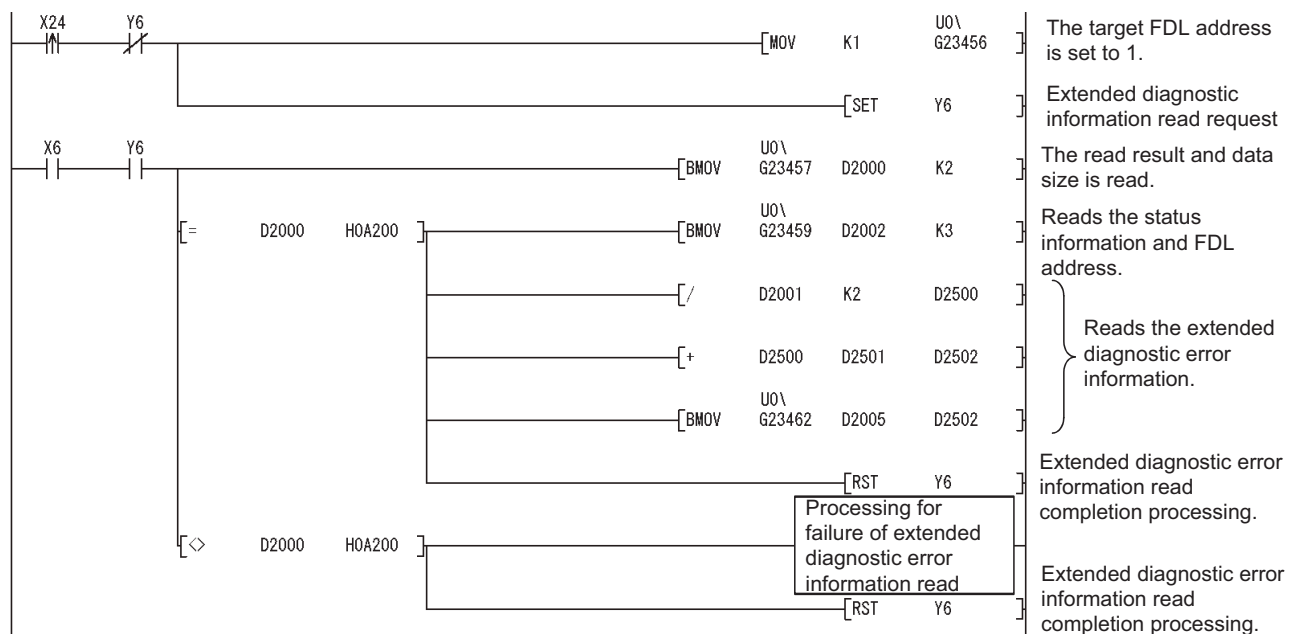 X24 Y6 U0\
[MOV K1 G23456 ]
The target FDL address
is set to 1.
[SET Y6 ]
Extended diagnostic
information read request
X6 Y6 U0\
[BMOV G23457 D2000 K2 ]
The read result and data
size is read.
U0\
[= D2000 H0A200 ] [BMOV G23459 D2002 K3 ]
Reads the status
information and FDL
address.
[/ D2001 K2 D2500 ]
[+ D2500 D2501 D2502 ]
Reads the extended
diagnostic error
information.
U0\
[BMOV G23462 D2005 D2502 ]
[RST Y6 ]
Extended diagnostic error
information read
completion processing.
[<> D2000 H0A200 ]
Processing for
failure of extended
diagnostic error
information read
[RST Y6 ]
Extended diagnostic error
information read
completion processing.